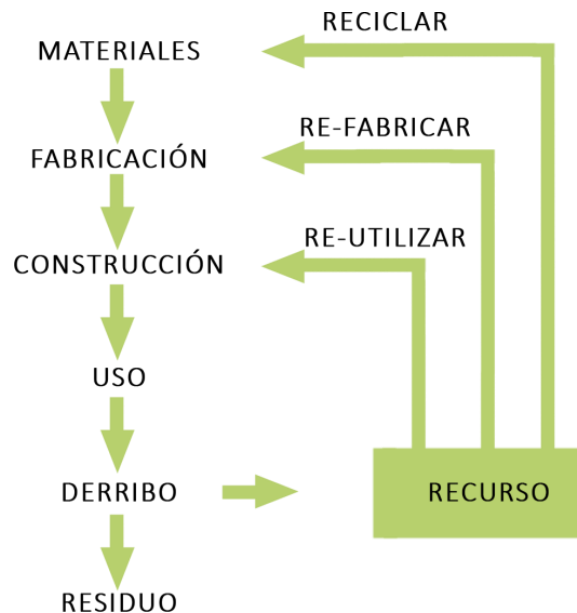 RECICLAR
MATERIALES
RE-FABRICAR
FABRICACIÓN
RE-UTILIZAR
CONSTRUCCIÓN
USO
DERRIBO
RECURSO
RESIDUO